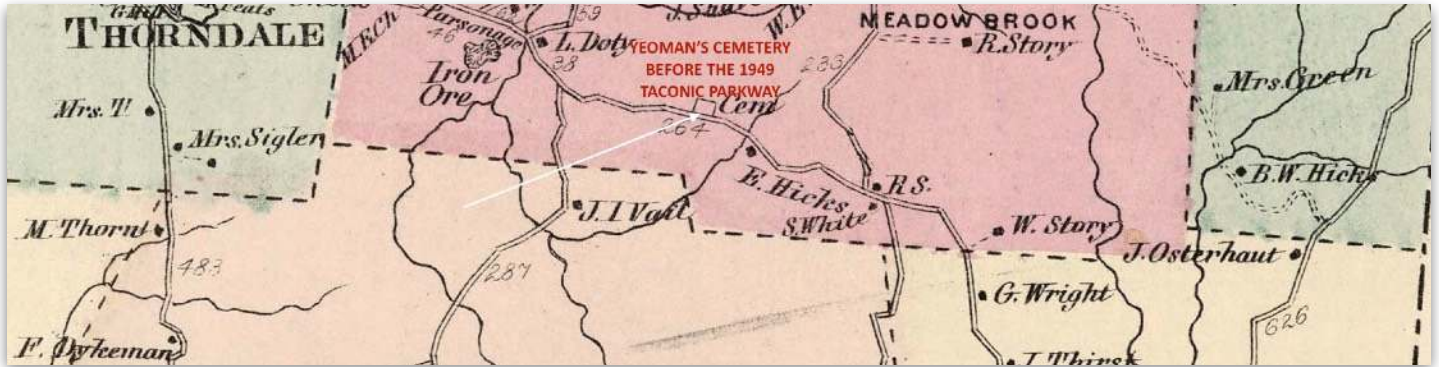 THORNDALE
M.E.CH
Parsonage
46
59
L. Doty
38
Iron
Ore
YEOMAN'S CEMETERY
BEFORE THE 1949
TACONIC PARKWAY
Cem
264
233
MEADOW BROOK
R. Story
Mrs. Green
Mrs. T
Mrs. Sigler
B.W. Hicks
E. Hicks
R S.
S. White
J. I Vail
W. Story
J. Osterhaut
M. Thorn
483
287
G. Wright
626
F. Dykeman